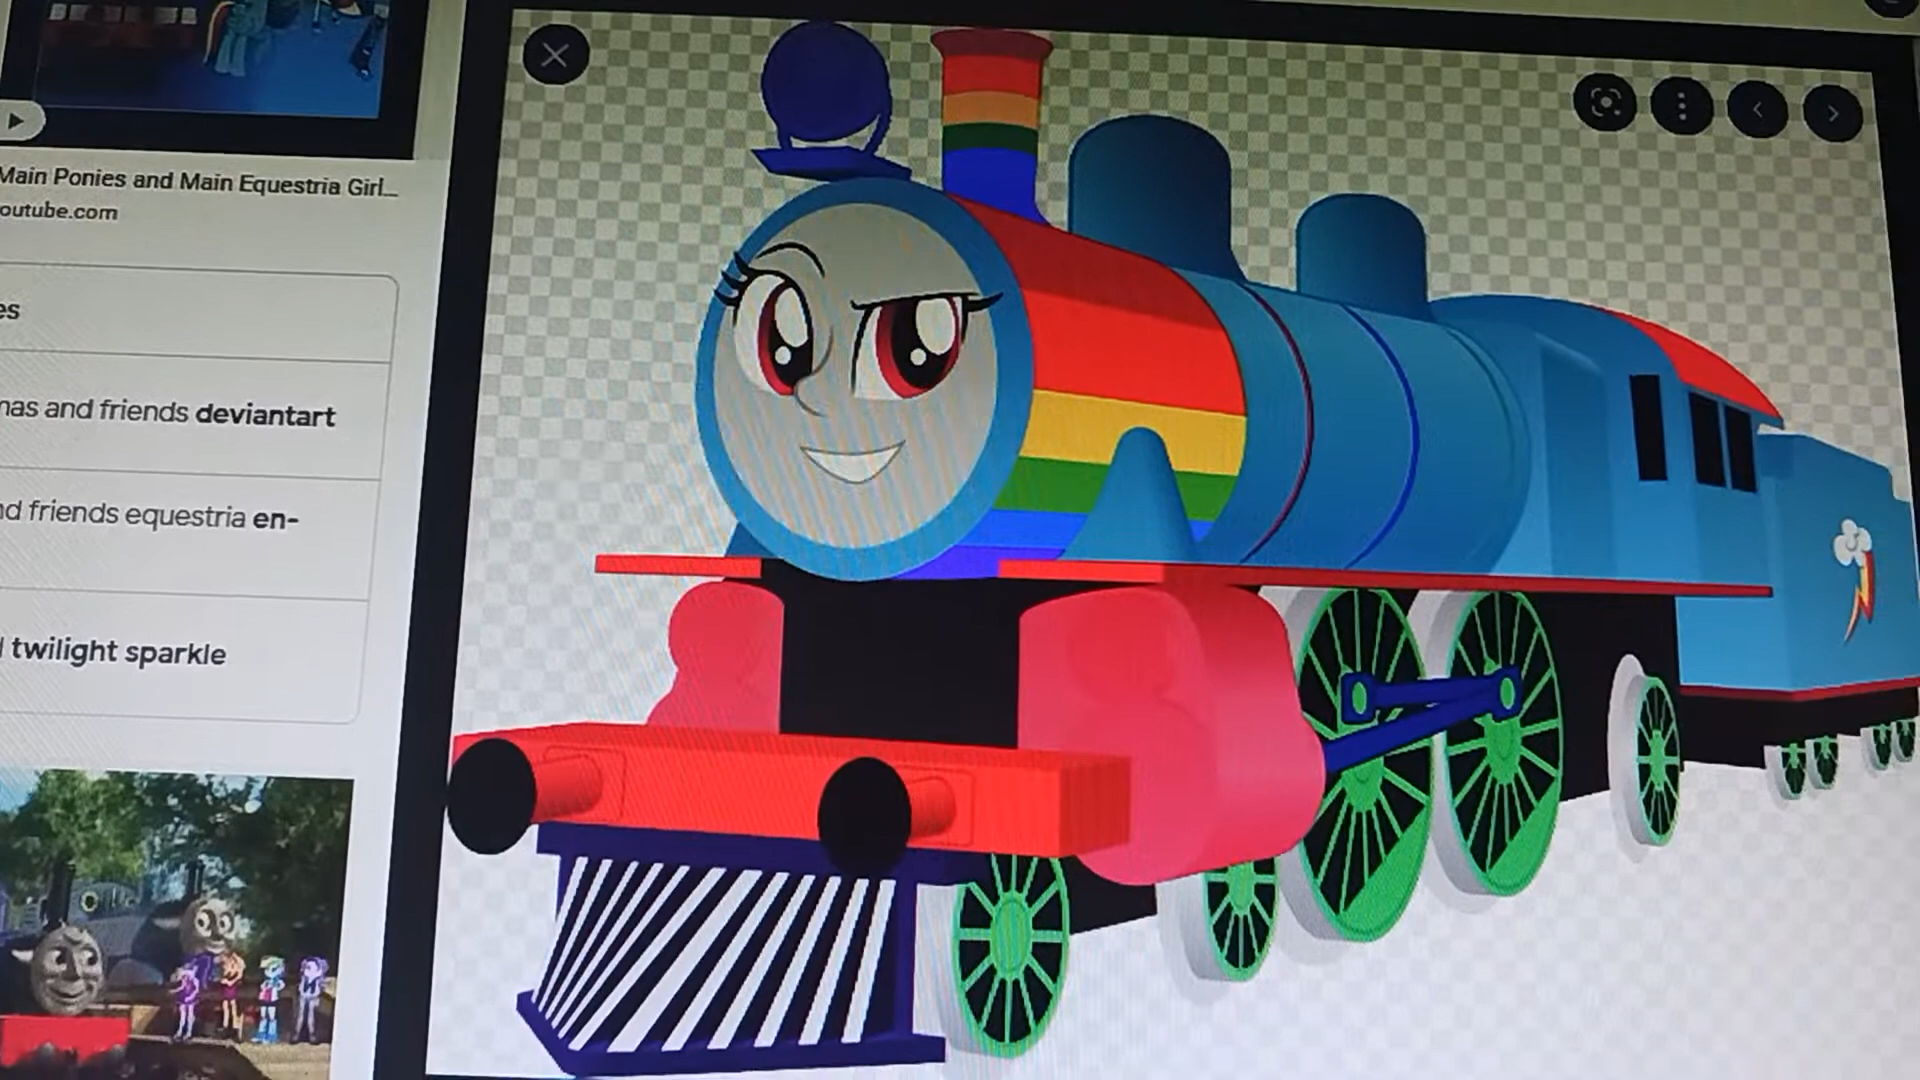 Main Ponies and Main Equestria Girl...
outube.com
es
nas and friends deviantart
nd friends equestria en-
twilight sparkle